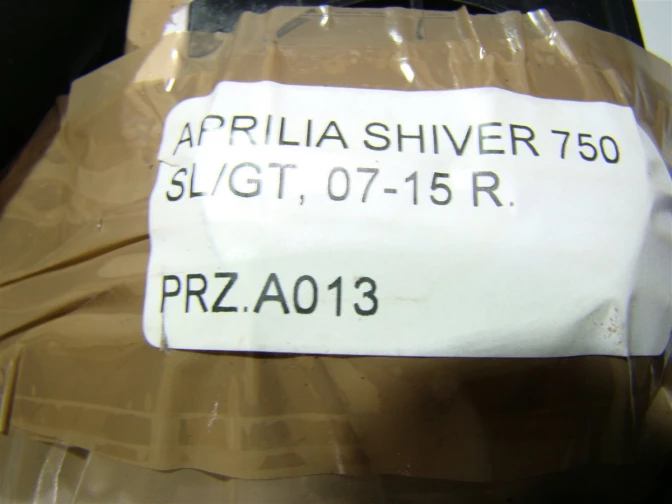 APRILIA SHIVER 750
SL/GT, 07-15 R.
PRZ.A013